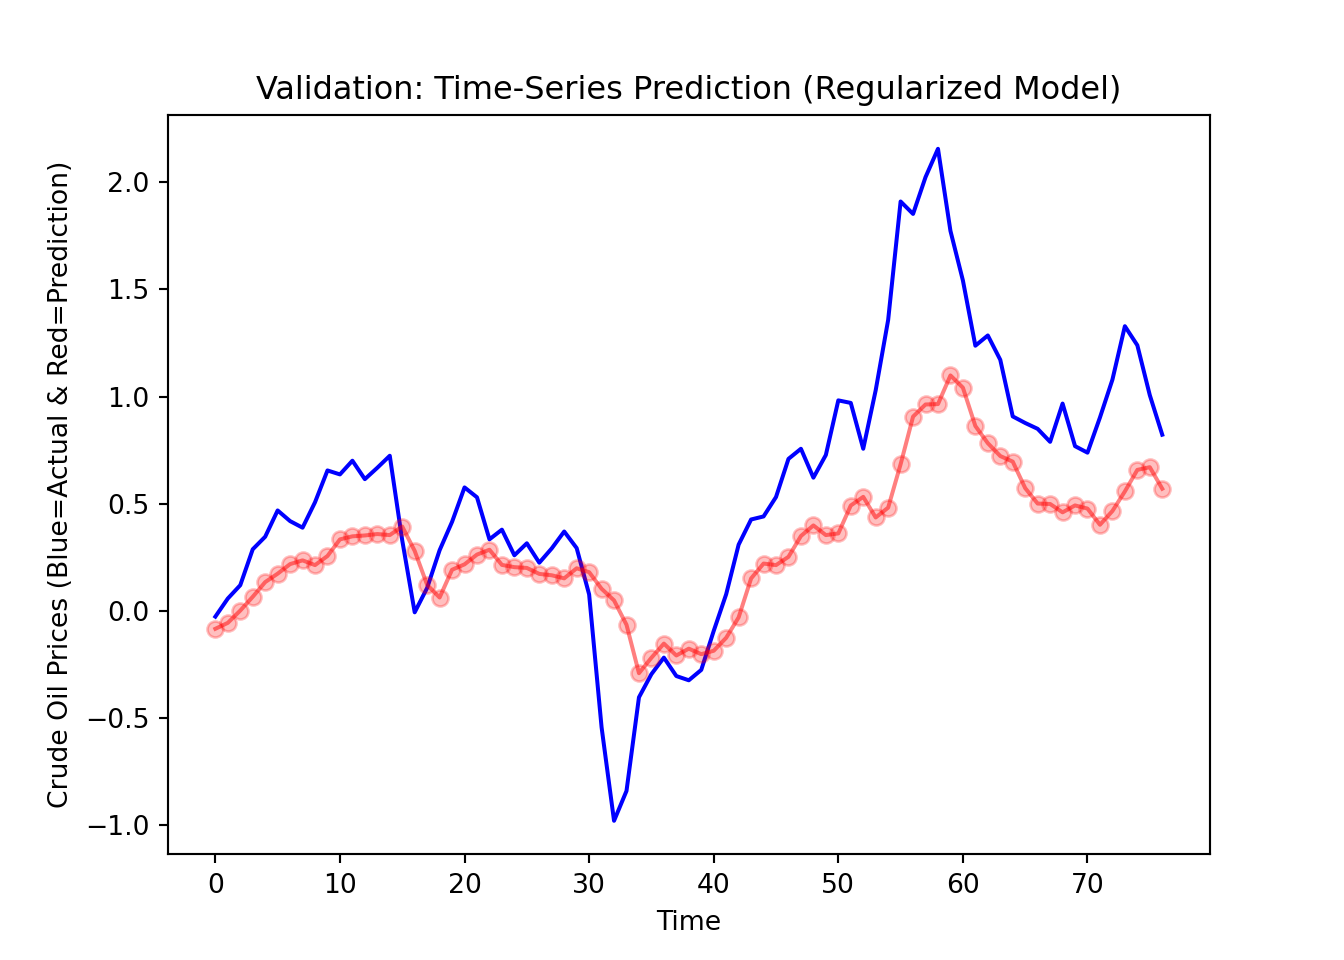 Validation: Time-Series Prediction (Regularized Model)
Crude Oil Prices (Blue=Actual & Red=Prediction)
2.0
1.5
1.0
0.5
0.0
−0.5
−1.0
0 10 20 30 40 50 60 70
Time